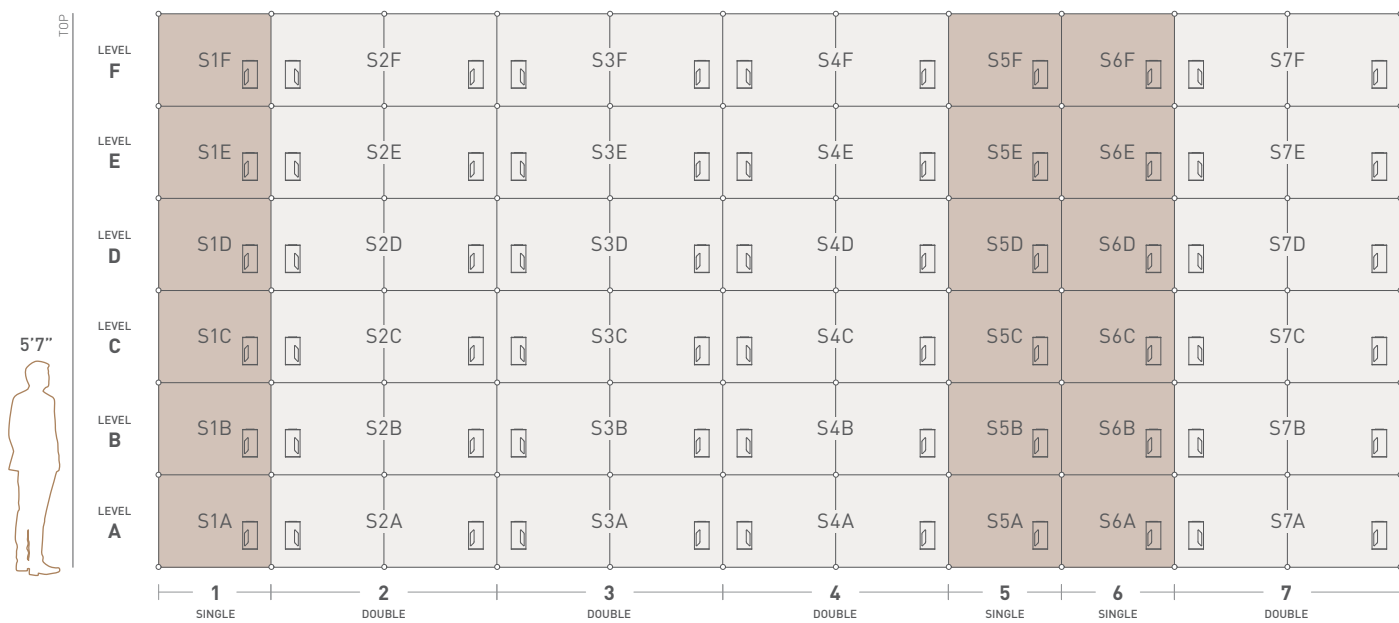 TOP
LEVEL
F
S1F S2F S3F S4F S5F S6F S7F
LEVEL
E
S1E S2E S3E S4E S5E S6E S7E
LEVEL
D
S1D S2D S3D S4D S5D S6D S7D
LEVEL
C
S1C S2C S3C S4C S5C S6C S7C
5'7"
LEVEL
B
S1B S2B S3B S4B S5B S6B S7B
LEVEL
A
S1A S2A S3A S4A S5A S6A S7A
1 2 3 4 5 6 7
SINGLE DOUBLE DOUBLE DOUBLE SINGLE SINGLE DOUBLE